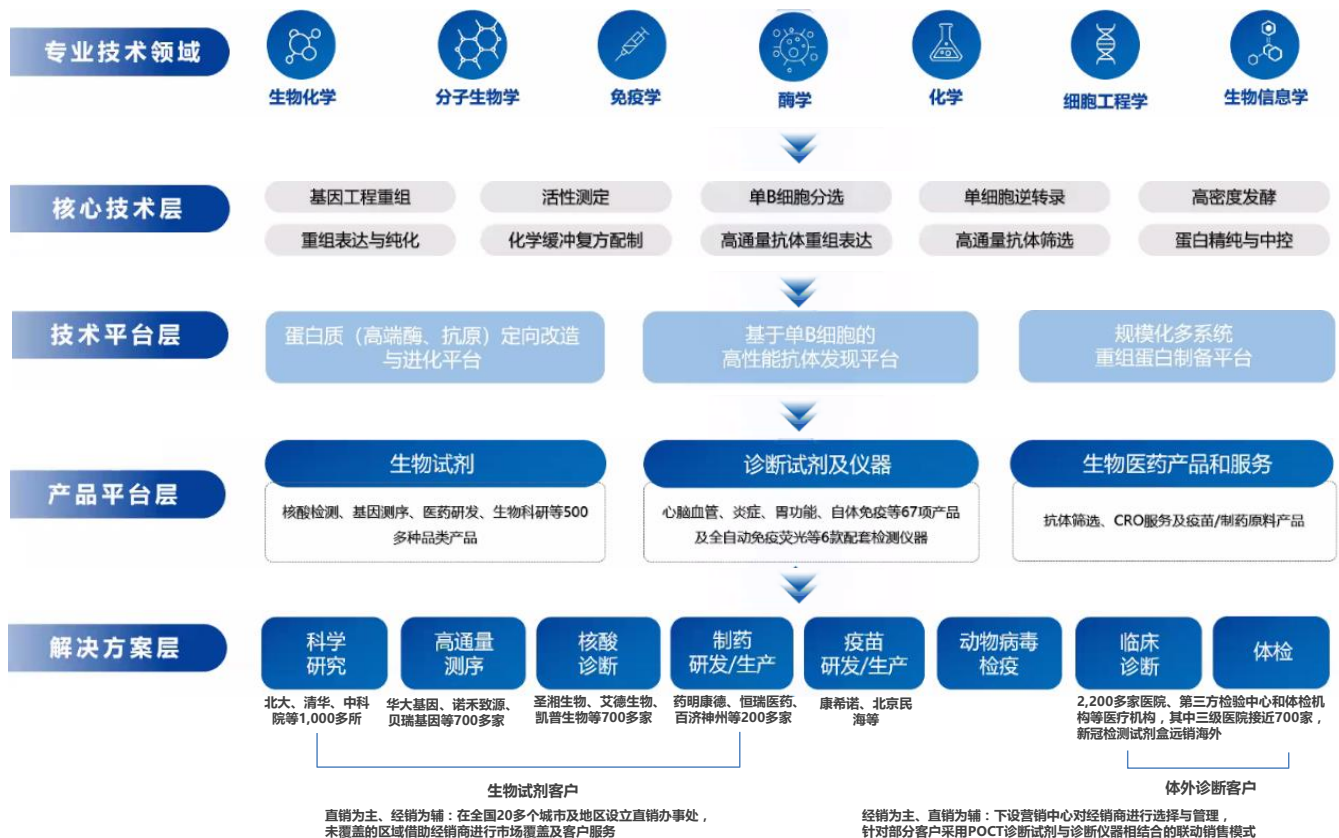 专业技术领域
生物化学
分子生物学
免疫学
酶学
化学
细胞工程学
生物信息学
核心技术层
基因工程重组
活性测定
单B细胞分选
单细胞逆转录
高密度发酵
重组表达与纯化
化学缓冲复方配制
高通量抗体重组表达
高通量抗体筛选
蛋白精纯与中控
技术平台层
蛋白质（高端酶、抗原）定向改造
与进化平台
基于单B细胞的
高性能抗体发现平台
规模化多系统
重组蛋白制备平台
产品平台层
生物试剂
核酸检测、基因测序、医药研发、生物科研等500
多种品类产品
诊断试剂及仪器
心脑血管、炎症、胃功能、自体免疫等67项产品
及全自动免疫荧光等6款配套检测仪器
生物医药产品和服务
抗体筛选、CRO服务及疫苗/制药原料产品
解决方案层
科学
研究
高通量
测序
核酸
诊断
制药
研发/生产
疫苗
研发/生产
动物病毒
检疫
临床
诊断
体检
北大、清华、中科
院等1,000多所
华大基因、诺禾致源、
贝瑞基因等700多家
圣湘生物、艾德生物、
凯普生物等700多家
药明康德、恒瑞医药、
百济神州等200多家
康希诺、北京民
海等
2,200多家医院、第三方检验中心和体检机
构等医疗机构，其中三级医院接近700家，
新冠检测试剂盒远销海外
生物试剂客户
直销为主、经销为辅：在全国20多个城市及地区设立直销办事处，
未覆盖的区域借助经销商进行市场覆盖及客户服务
体外诊断客户
经销为主、直销为辅：下设营销中心对经销商进行选择与管理，
针对部分客户采用POCT诊断试剂与诊断仪器相结合的联动销售模式